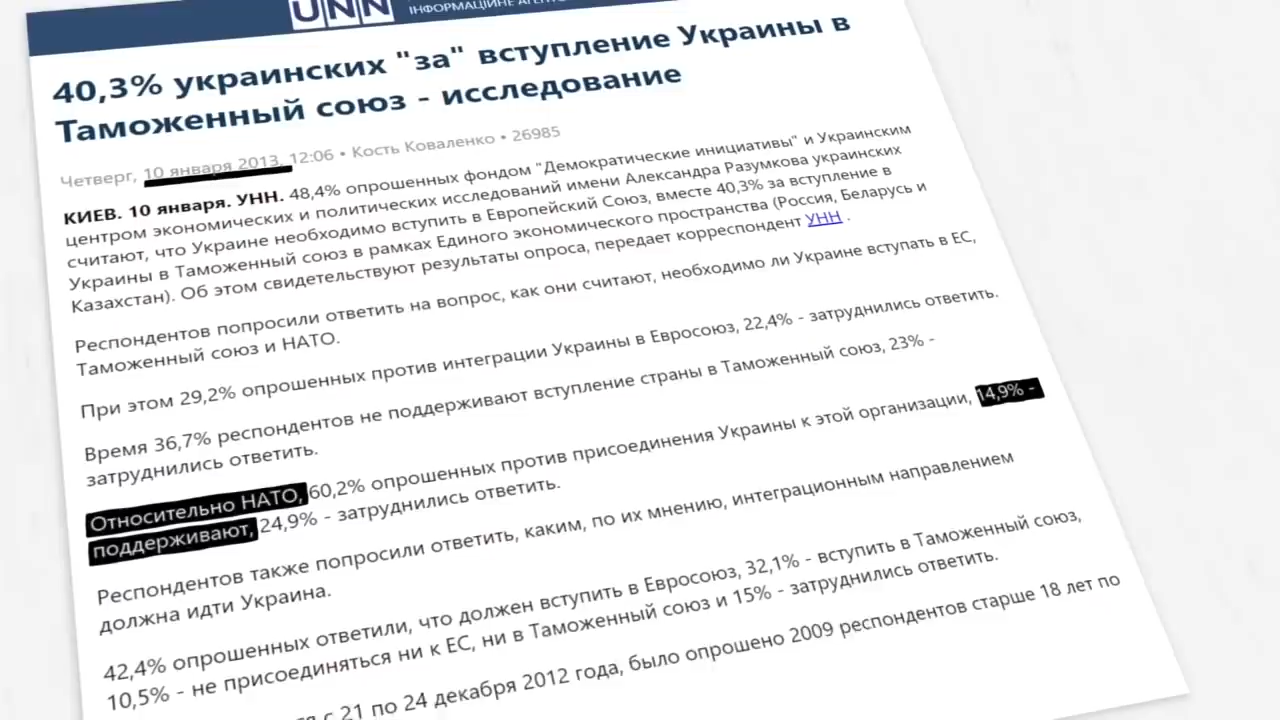 UNN ІНФОРМАЦІЙНЕ
40,3% украинских "за" вступление Украины в
Таможенный союз - исследование
Четверг, 10 января 2013, 12:06 • Кость Коваленко • 26985
КИЕВ. 10 января. УНН. 48,4% опрошенных фондом "Демократические инициативы" и Украинским
центром экономических и политических исследований имени Александра Разумкова украинских
считают, что Украине необходимо вступить в Европейский Союз, вместе 40,3% за вступление в
Украины в Таможенный союз в рамках Единого экономического пространства (Россия, Беларусь и
Казахстан). Об этом свидетельствуют результаты опроса, передает корреспондент УНН .
Респондентов попросили ответить на вопрос, как они считают, необходимо ли Украине вступать в ЕС,
Таможенный союз и НАТО.
При этом 29,2% опрошенных против интеграции Украины в Евросоюз, 22,4% - затруднились ответить.
Время 36,7% респондентов не поддерживают вступление страны в Таможенный союз, 23% -
затруднились ответить.
Относительно НАТО, 60,2% опрошенных против присоединения Украины к этой организации, 14,9% -
поддерживают, 24,9% - затруднились ответить.
Респондентов также попросили ответить, каким, по их мнению, интеграционным направлением
должна идти Украина.
42,4% опрошенных ответили, что должен вступить в Евросоюз, 32,1% - вступить в Таможенный союз,
10,5% - не присоединяться ни к ЕС, ни в Таможенный союз и 15% - затруднились ответить.
с 21 по 24 декабря 2012 года, было опрошено 2009 респондентов старше 18 лет по